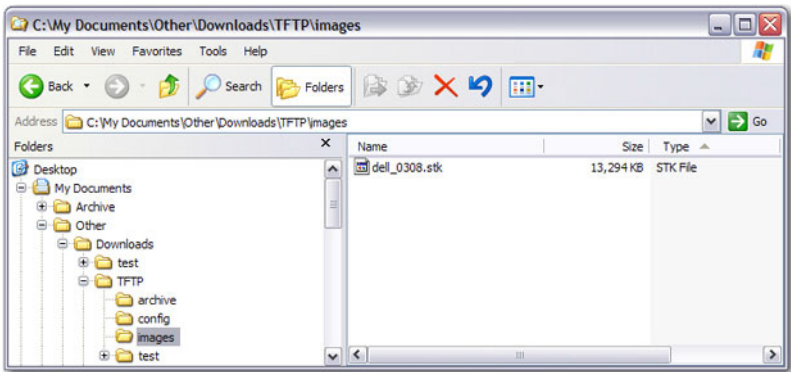 C:\My Documents\Other\Downloads\TFTP\images
File Edit View Favorites Tools Help
Back Search Folders
Address C:\My Documents\Other\Downloads\TFTP\images Go
Folders x Name Size Type
dell_0308.stk 13,294 KB STK File
Desktop
My Documents
Archive
Other
Downloads
test
TFTP
archive
config
images
test